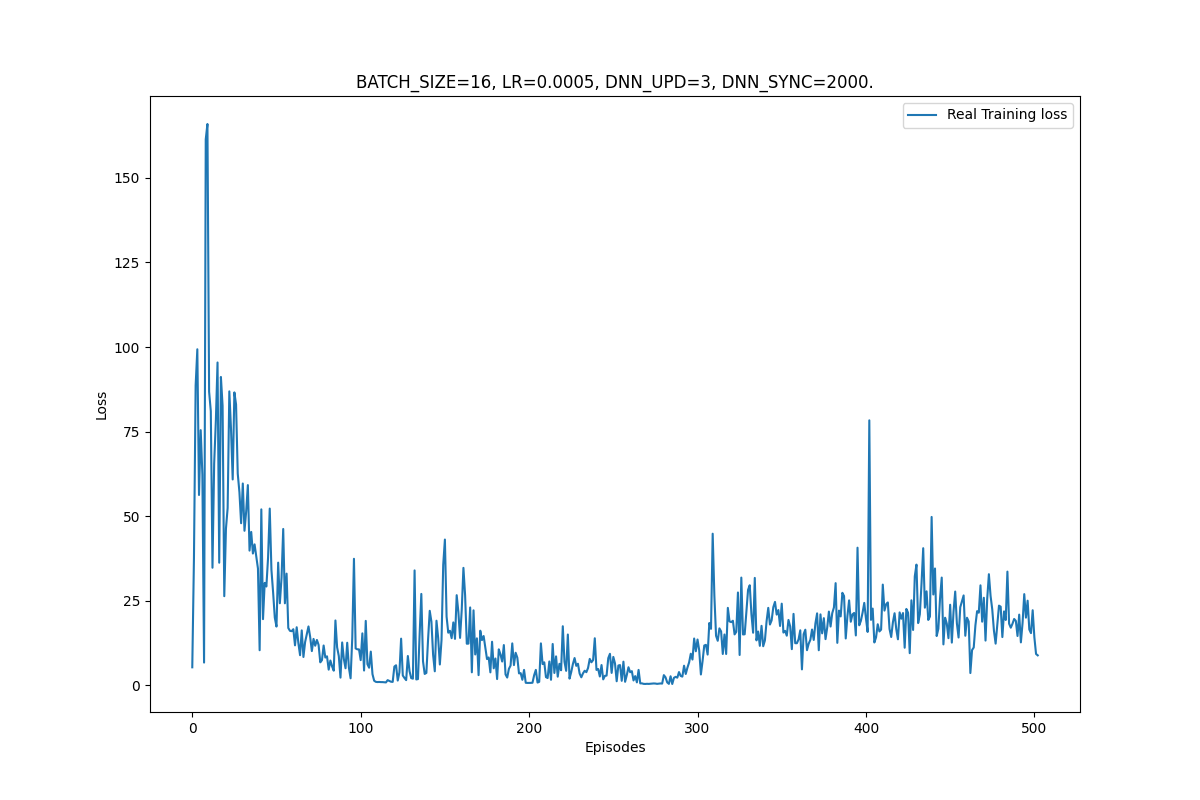 BATCH_SIZE=16, LR=0.0005, DNN_UPD=3, DNN_SYNC=2000.
Real Training loss
150
125
100
75
50
25
0
Loss
0 100 200 300 400 500
Episodes